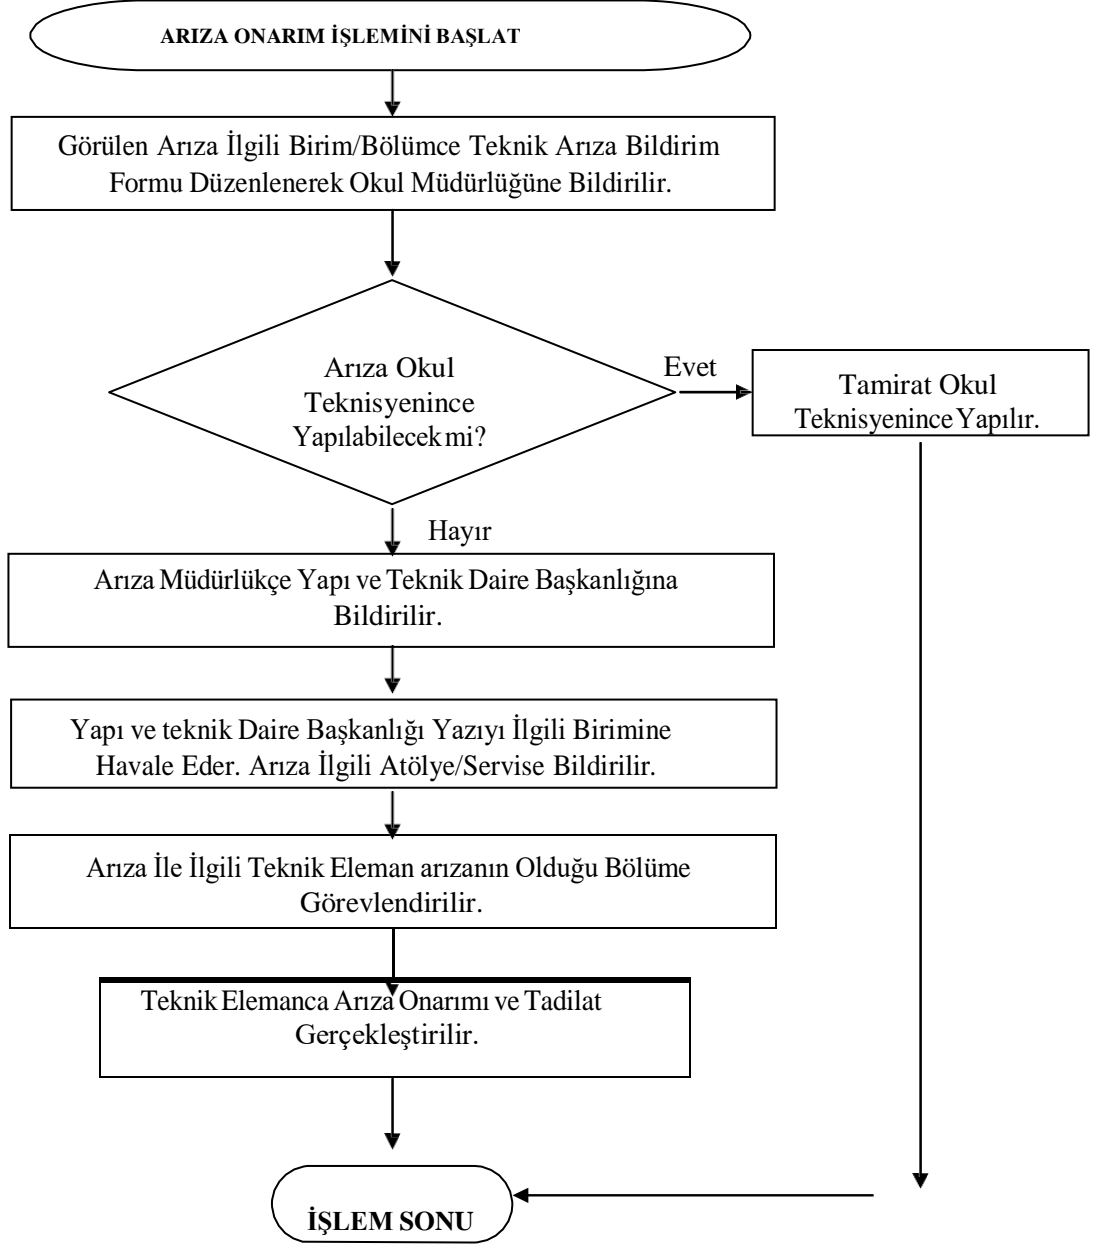 ARIZA ONARIM İŞLEMİNİ BAŞLAT
Görülen Arıza İlgili Birim/Bölümce Teknik Arıza Bildirim
Formu Düzenlenerek Okul Müdürlüğüne Bildirilir.
Arıza Okul
Teknisyenince
Yapılabilecek mi?
Evet
Tamirat Okul
Teknisyenince Yapılır.
Hayır
Arıza Müdürlükçe Yapı ve Teknik Daire Başkanlığına
Bildirilir.
Yapı ve teknik Daire Başkanlığı Yazıyı İlgili Birimine
Havale Eder. Arıza İlgili Atölye/Servise Bildirilir.
Arıza İle İlgili Teknik Eleman arızanın Olduğu Bölüme
Görevlendirilir.
Teknik Elemanca Arıza Onarımı ve Tadilat
Gerçekleştirilir.
İŞLEM SONU